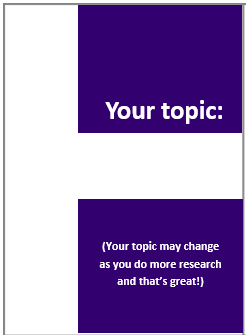 Your topic:
(Your topic may change
as you do more research
and that’s great!)